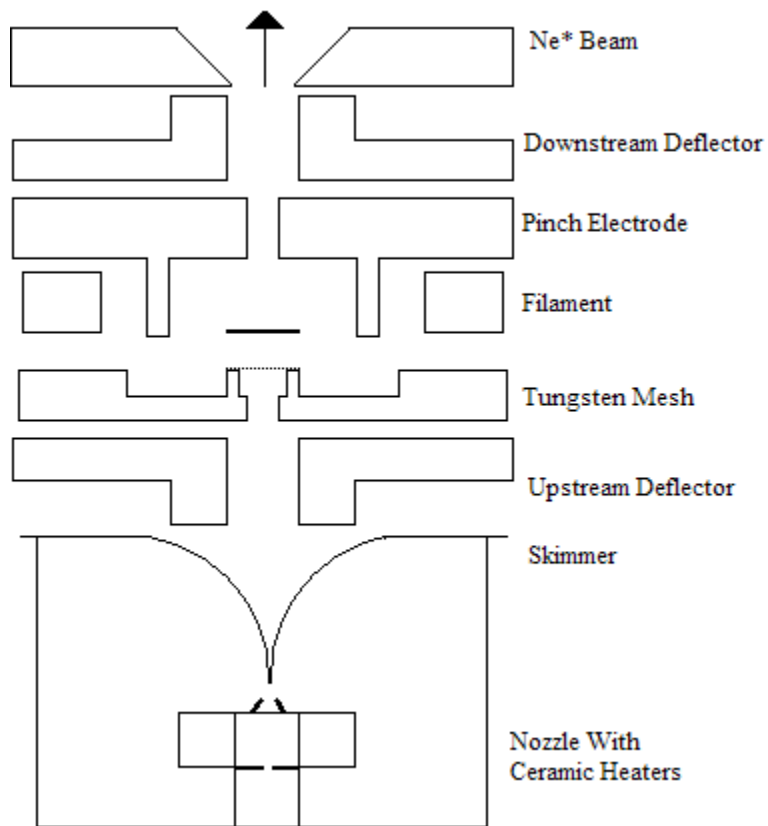 Ne* Beam
Downstream Deflector
Pinch Electrode
Filament
Tungsten Mesh
Upstream Deflector
Skimmer
Nozzle With
Ceramic Heaters